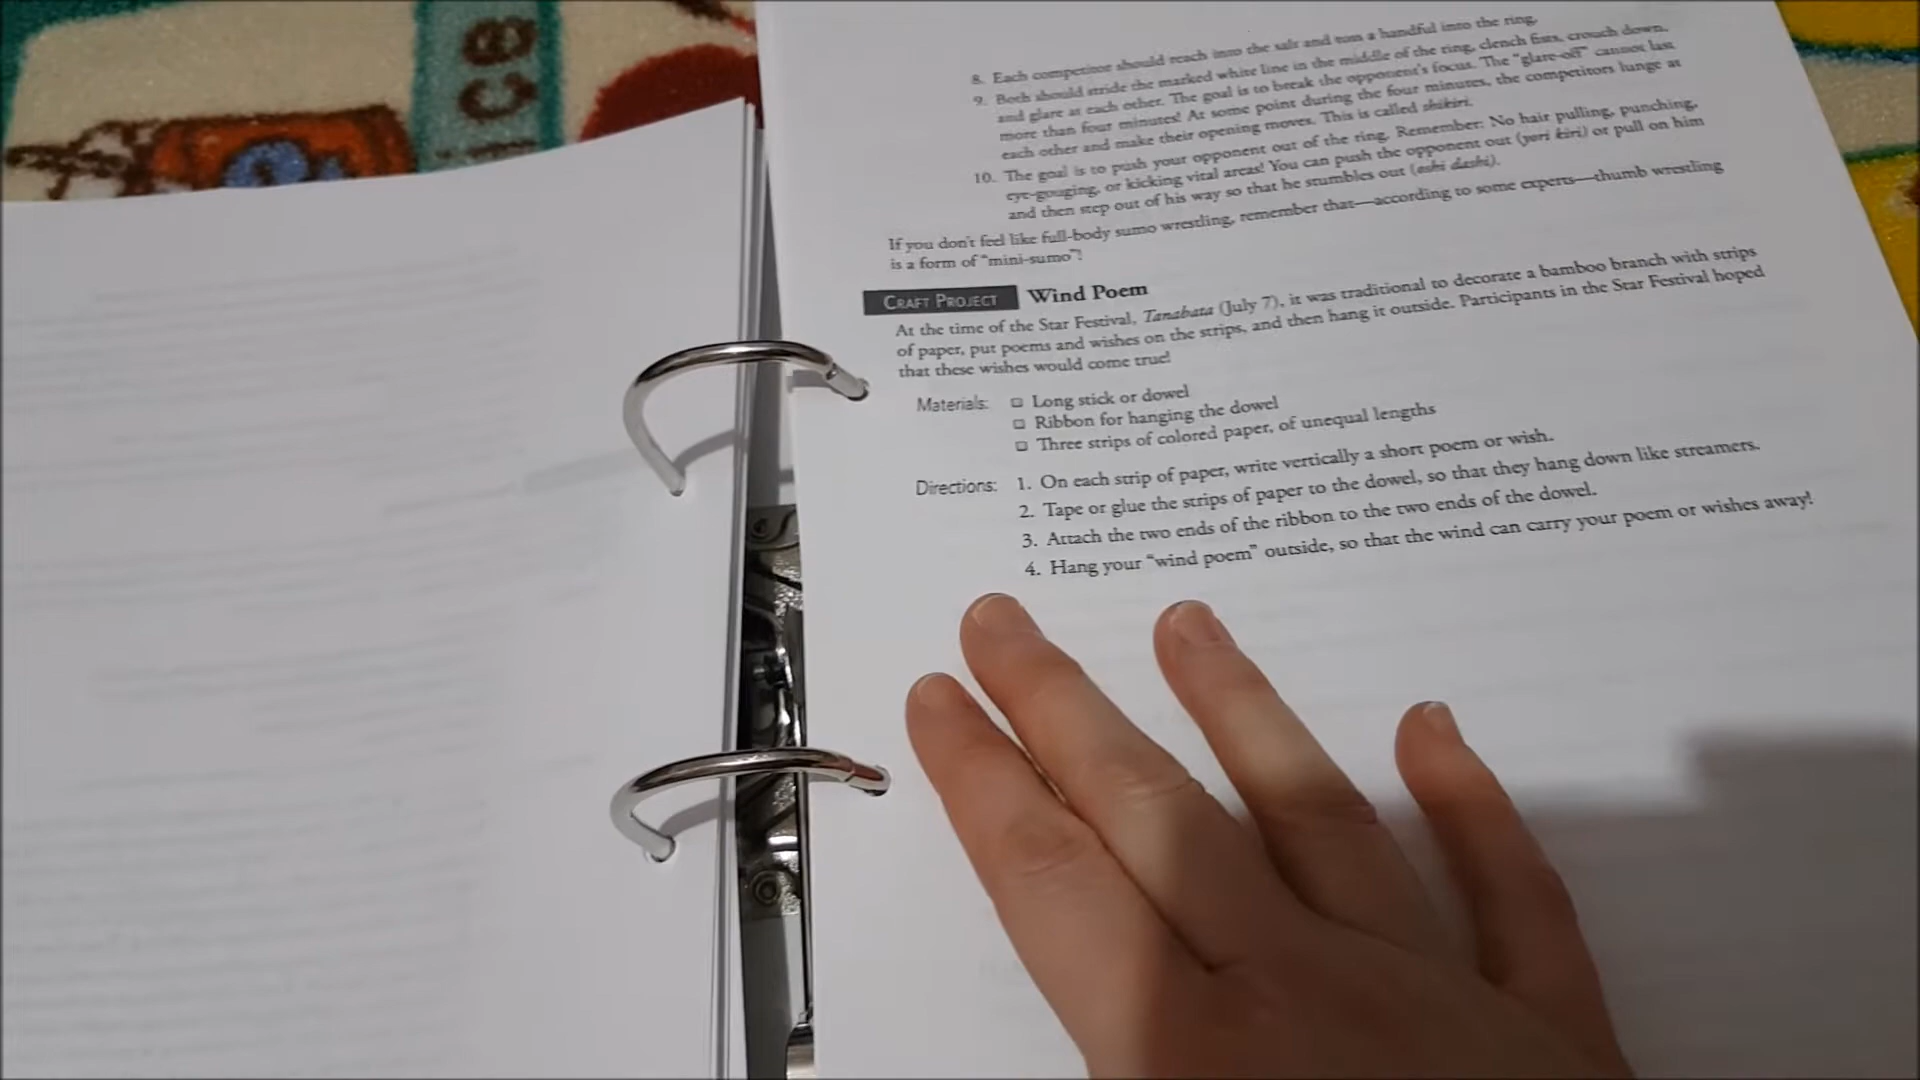 8. Each competitor should reach into the salt and toss a handful into the ring.
9. Both should stride the marked white line in the middle of the ring, clench fists, crouch down,
and glare at each other. The goal is to break the opponent's focus. The "glare-off" cannot last
more than four minutes! At some point during the four minutes, the competitors lunge at
each other and make their opening moves. This is called shikiri.
10. The goal is to push your opponent out of the ring. Remember: No hair pulling, punching,
eye-gouging, or kicking vital areas! You can push the opponent out (yori kiri) or pull on him
and then step out of his way so that he stumbles out (ashi dashi).
If you don't feel like full-body sumo wrestling, remember that—according to some experts—thumb wrestling
is a form of "mini-sumo"!
CRAFT PROJECT Wind Poem
At the time of the Star Festival, Tanabata (July 7), it was traditional to decorate a bamboo branch with strips
of paper, put poems and wishes on the strips, and then hang it outside. Participants in the Star Festival hoped
that these wishes would come true!
Materials: □ Long stick or dowel
□ Ribbon for hanging the dowel
□ Three strips of colored paper, of unequal lengths
Directions: 1. On each strip of paper, write vertically a short poem or wish.
2. Tape or glue the strips of paper to the dowel, so that they hang down like streamers.
3. Attach the two ends of the ribbon to the two ends of the dowel.
4. Hang your "wind poem" outside, so that the wind can carry your poem or wishes away!